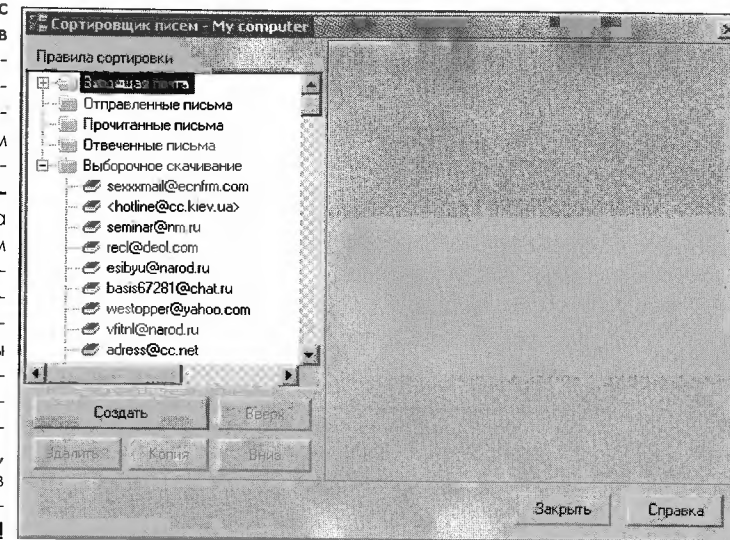 Сортировщик писем - My computer
Правила сортировки
Входящая почта
Отправленные письма
Прочитанные письма
Отвеченные письма
Выборочное скачивание
sexxxmail@ecnfrm.com
<hotline@cc.kiev.ua>
seminar@nm.ru
recl@deol.com
esibyu@narod.ru
basis67281@chat.ru
westopper@yahoo.com
vfitnl@narod.ru
adress@cc.net
Создать Вверх
Удалить Копия Вниз
Закрыть Справка